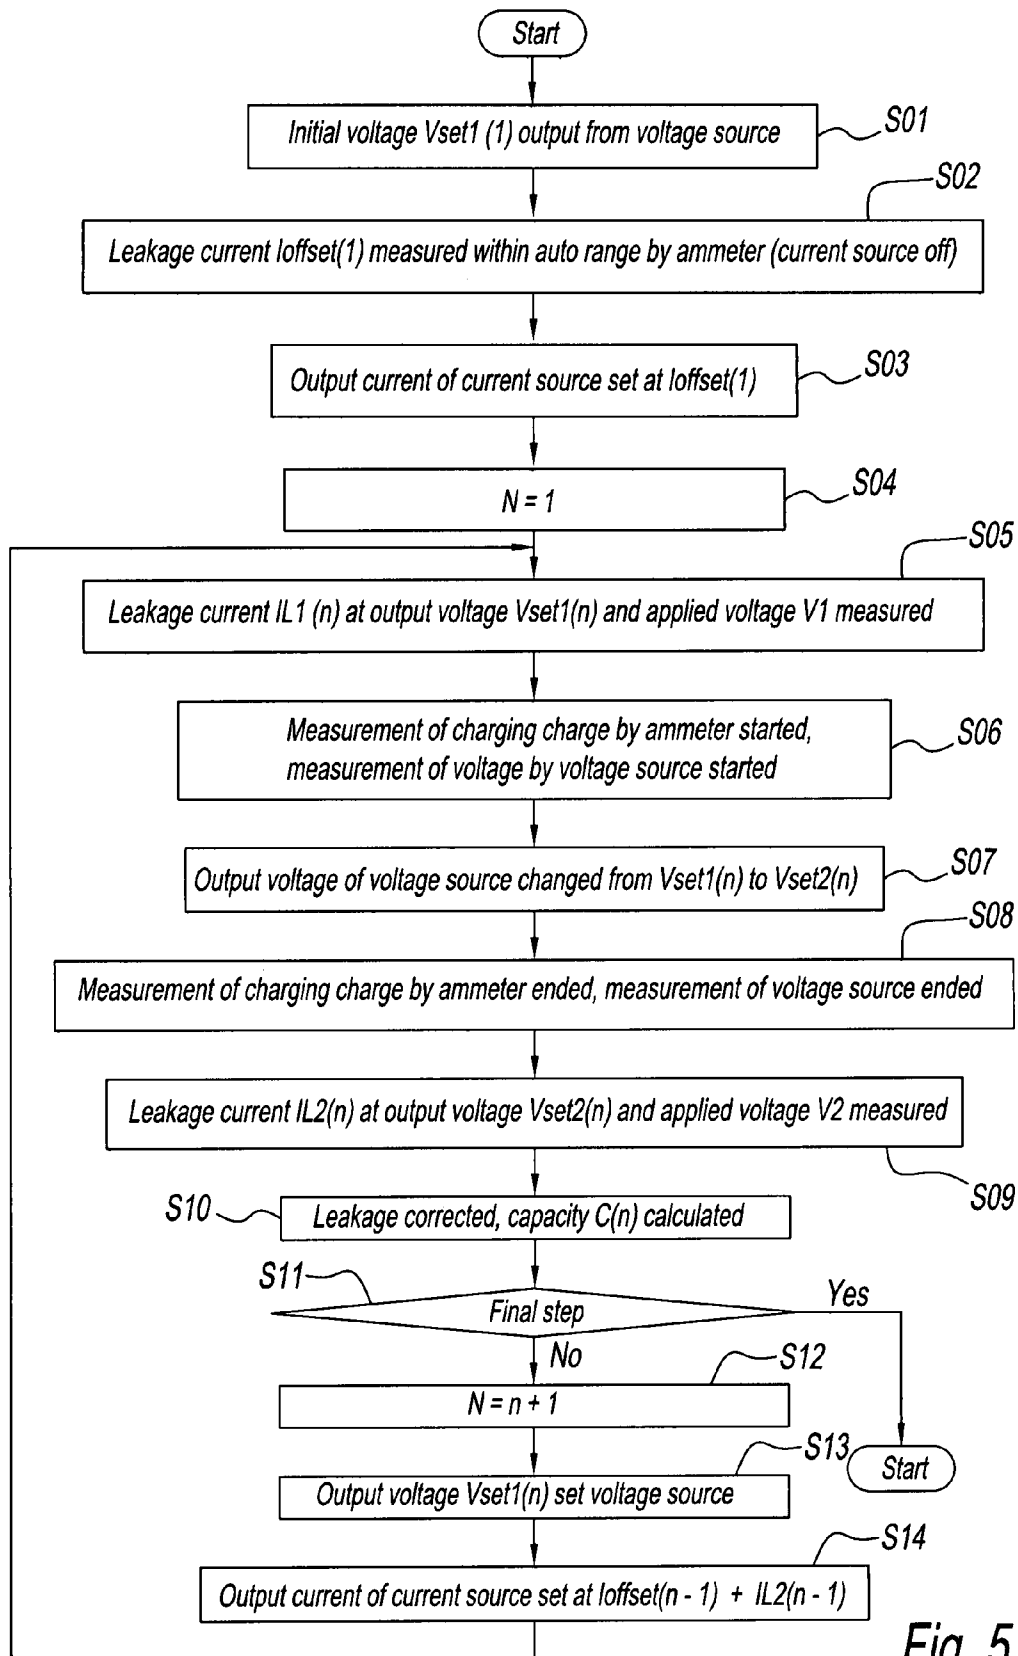 Start
Initial voltage Vset1 (1) output from voltage source
S01
S02
Leakage current Ioffset(1) measured within auto range by ammeter (current source off)
S03
Output current of current source set at Ioffset(1)
S04
N = 1
S05
Leakage current IL1 (n) at output voltage Vset1(n) and applied voltage V1 measured
Measurement of charging charge by ammeter started,
measurement of voltage by voltage source started
S06
S07
Output voltage of voltage source changed from Vset1(n) to Vset2(n)
S08
Measurement of charging charge by ammeter ended, measurement of voltage source ended
Leakage current IL2(n) at output voltage Vset2(n) and applied voltage V2 measured
S09
S10
Leakage corrected, capacity C(n) calculated
S11
Final step
Yes
No
S12
N = n + 1
S13
Start
Output voltage Vset1(n) set voltage source
S14
Output current of current source set at Ioffset(n - 1) + IL2(n - 1)
Fig. 5